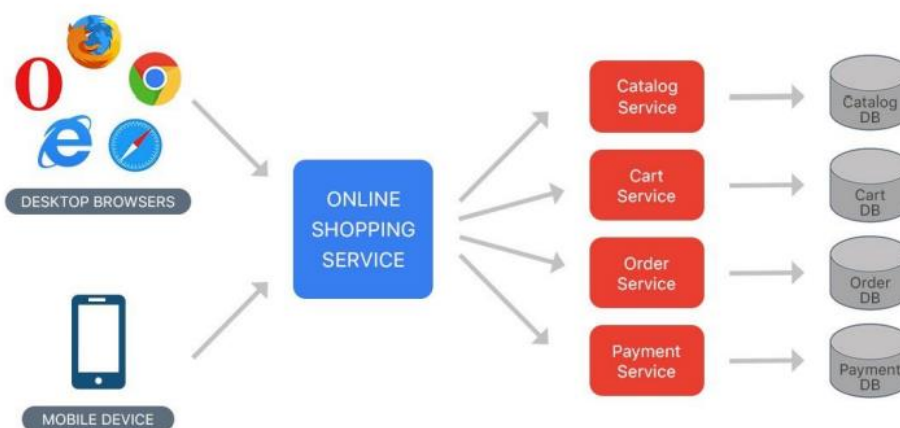 DESKTOP BROWSERS
MOBILE DEVICE
ONLINE
SHOPPING
SERVICE
Catalog
Service
Cart
Service
Order
Service
Payment
Service
Catalog
DB
Cart
DB
Order
DB
Payment
DB